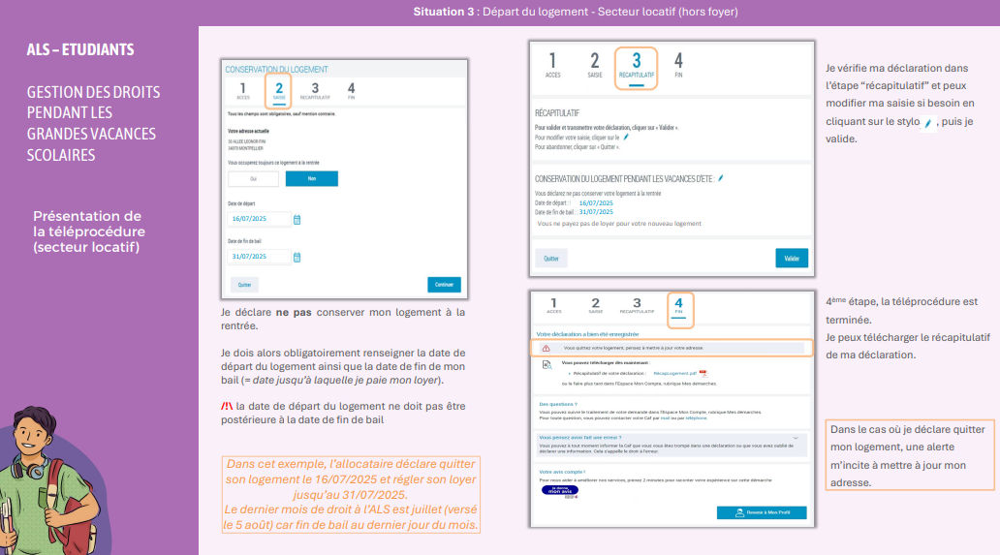 Situation 3 : Départ du logement - Secteur locatif (hors foyer)
ALS – ETUDIANTS
GESTION DES DROITS
PENDANT LES
GRANDES VACANCES
SCOLAIRES
Présentation de
la téléprocédure
(secteur locatif)
CONSERVATION DU LOGEMENT
1 2 3 4
ACCES SAISIE RECAPITULATIF FIN
Tous les champs sont obligatoires, sauf mention contraire.
Votre adresse actuelle
34070 MONTPELLIER
Vous occuperez toujours ce logement à la rentrée
Oui Non
Date de départ
16/07/2025
Date de fin de bail
31/07/2025
Quitter Continuer
Je déclare ne pas conserver mon logement à la
rentrée.
Je dois alors obligatoirement renseigner la date de
départ du logement ainsi que la date de fin de mon
bail (= date jusqu'à laquelle je paie mon loyer).
/!\ la date de départ du logement ne doit pas être
postérieure à la date de fin de bail
Dans cet exemple, l'allocataire déclare quitter
son logement le 16/07/2025 et régler son loyer
jusqu'au 31/07/2025.
Le dernier mois de droit à l'ALS est juillet (versé
le 5 août) car fin de bail au dernier jour du mois.
1 2 3 4
ACCES SAISIE RECAPITULATIF FIN
RÉCAPITULATIF
Pour valider et transmettre votre déclaration, cliquer sur « Valider ».
Pour modifier votre saisie, cliquer sur le
Pour abandonner, cliquer sur « Quitter ».
CONSERVATION DU LOGEMENT PENDANT LES VACANCES D'ETE :
Vous déclarez ne pas conserver votre logement à la rentrée
Date de départ : 16/07/2025
Date de fin de bail : 31/07/2025
Vous ne payez pas de loyer pour votre nouveau logement
Quitter Valider
Je vérifie ma déclaration dans
l'étape "récapitulatif" et peux
modifier ma saisie si besoin en
cliquant sur le stylo , puis je
valide.
1 2 3 4
ACCES SAISIE RECAPITULATIF FIN
Votre déclaration a bien été enregistrée
Vous quittez votre logement, pensez à mettre à jour votre adresse.
Vous pouvez télécharger dès maintenant :
• Récapitulatif de votre déclaration : RécapLogement.pdf
ou le faire plus tard dans l'Espace Mon Compte, rubrique Mes démarches.
Des questions ?
Vous pouvez suivre le traitement de votre demande dans l'Espace Mon Compte, rubrique Mes démarches
Pour toute question, vous pouvez contacter votre Caf par mail ou par téléphone.
Vous pensez avoir fait une erreur ?
Vous pouvez à tout moment informer la Caf que vous vous êtes trompé dans une déclaration ou que vous avez oublié de
déclarer une information. Cela s'appelle le droit à l'erreur.
Votre avis compte !
Pour nous aider à améliorer nos services, prenez 2 minutes pour raconter votre expérience sur cette démarche
Je donne
mon avis
Revenir à Mon Profil
4ème étape, la téléprocédure est
terminée.
Je peux télécharger le récapitulatif
de ma déclaration.
Dans le cas où je déclare quitter
mon logement, une alerte
m'incite à mettre à jour mon
adresse.